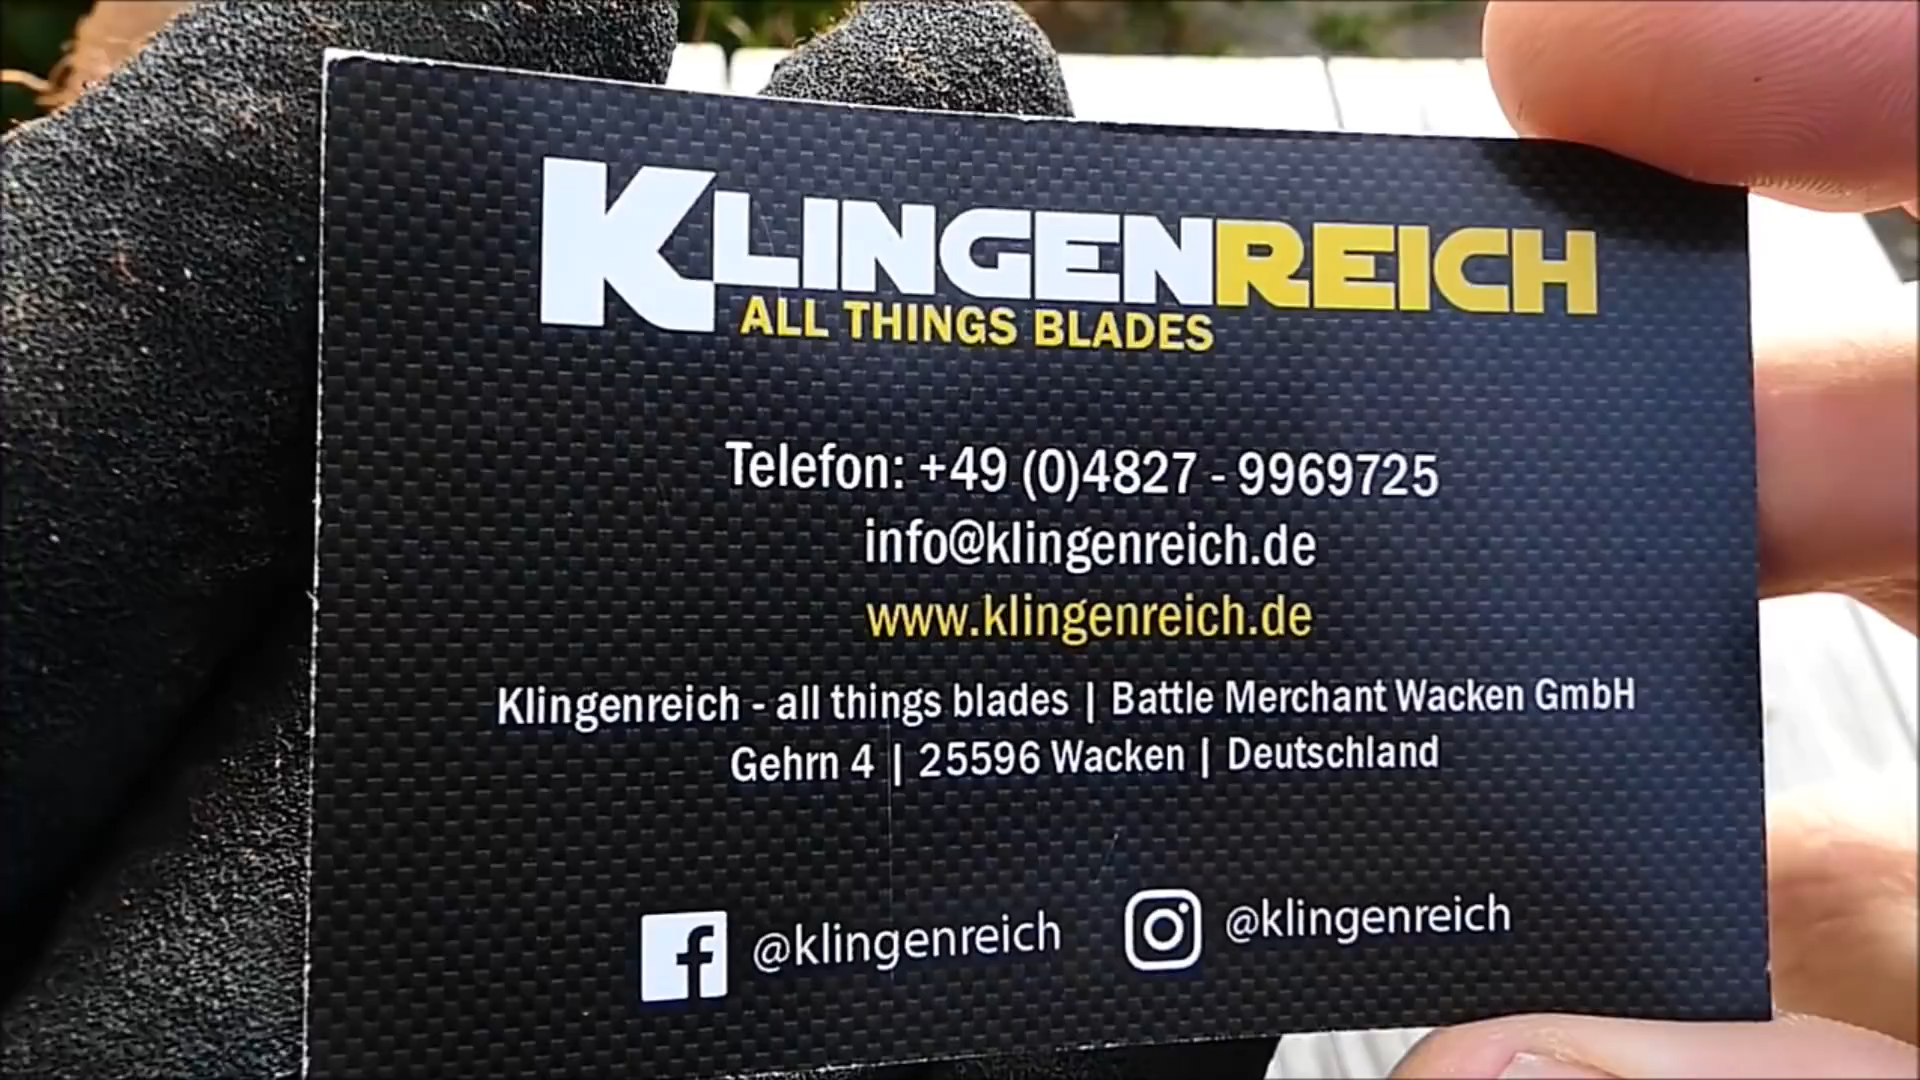 KLINGENREICH
ALL THINGS BLADES
Telefon: +49 (0)4827 - 9969725
info@klingenreich.de
www.klingenreich.de
Klingenreich - all things blades | Battle Merchant Wacken GmbH
Gehrn 4 | 25596 Wacken | Deutschland
@klingenreich @klingenreich